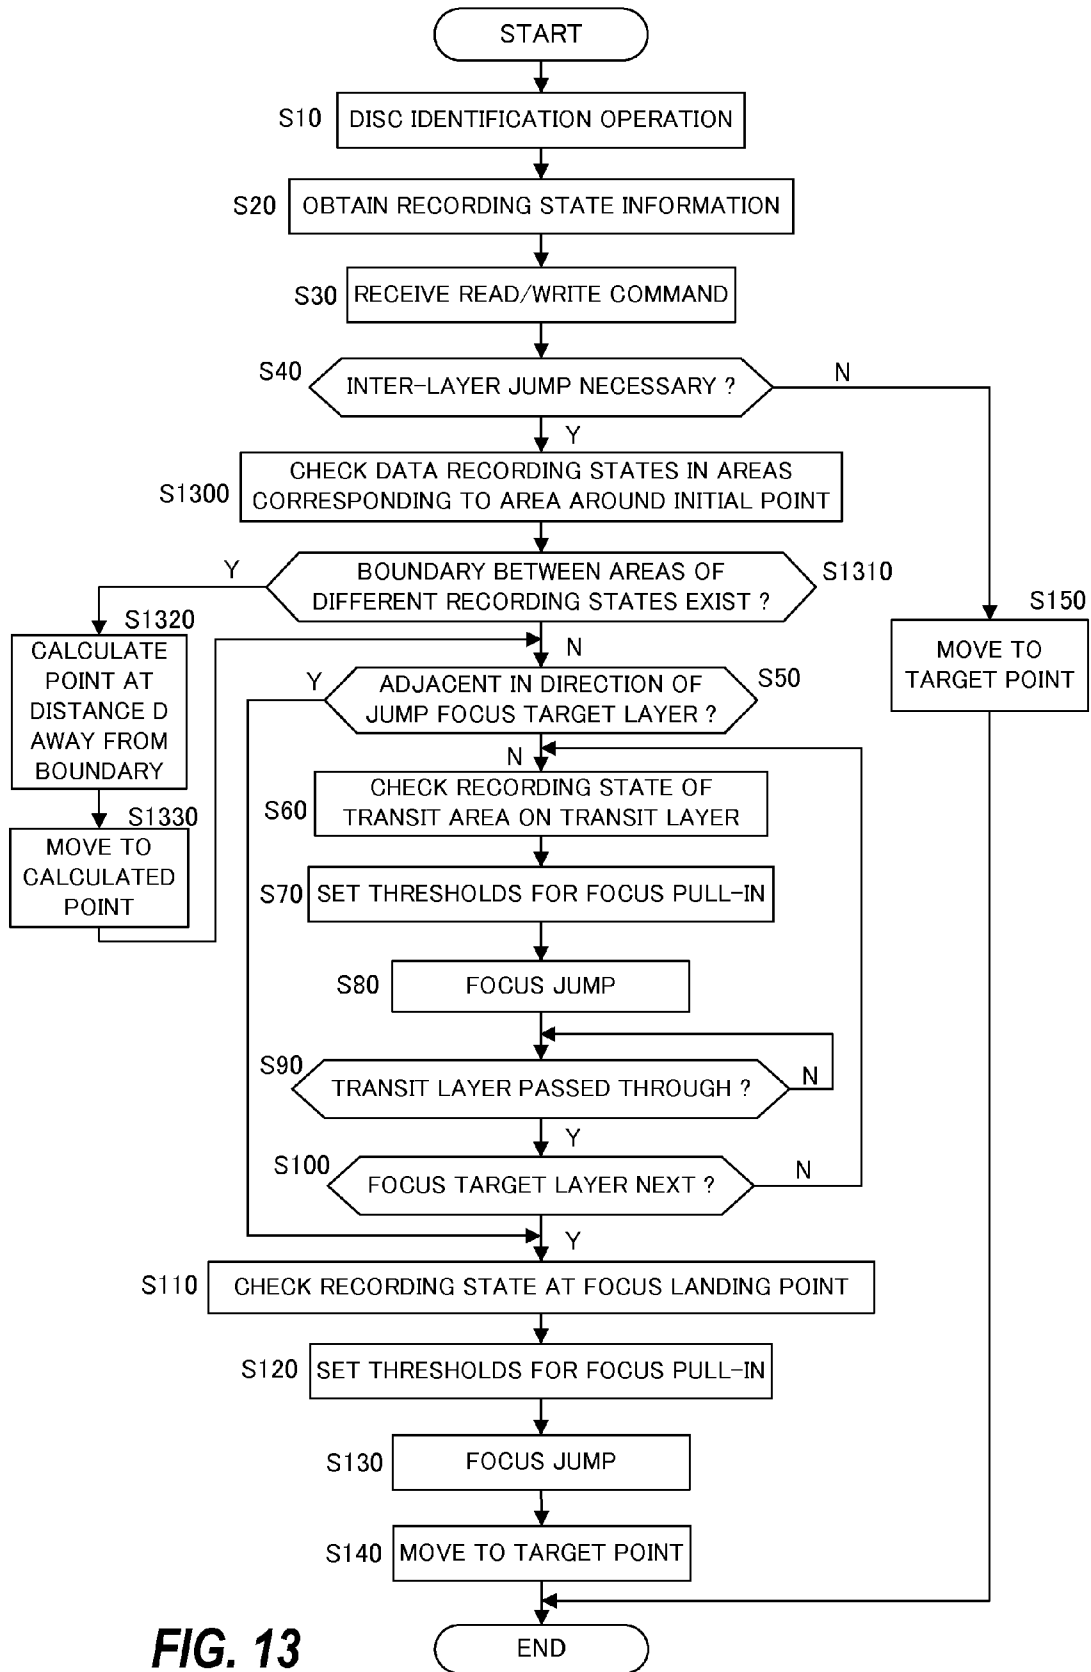 START
S10
DISC IDENTIFICATION OPERATION
S20
OBTAIN RECORDING STATE INFORMATION
S30
RECEIVE READ/WRITE COMMAND
S40
INTER-LAYER JUMP NECESSARY ?
N
Y
S1300
CHECK DATA RECORDING STATES IN AREAS
CORRESPONDING TO AREA AROUND INITIAL POINT
Y
BOUNDARY BETWEEN AREAS OF
DIFFERENT RECORDING STATES EXIST ?
S1310
N
S150
MOVE TO
TARGET POINT
S1320
CALCULATE
POINT AT
DISTANCE D
AWAY FROM
BOUNDARY
S1330
MOVE TO
CALCULATED
POINT
Y
ADJACENT IN DIRECTION OF
JUMP FOCUS TARGET LAYER ?
S50
N
S60
CHECK RECORDING STATE OF
TRANSIT AREA ON TRANSIT LAYER
S70
SET THRESHOLDS FOR FOCUS PULL-IN
S80
FOCUS JUMP
S90
TRANSIT LAYER PASSED THROUGH ?
N
Y
S100
FOCUS TARGET LAYER NEXT ?
N
Y
S110
CHECK RECORDING STATE AT FOCUS LANDING POINT
S120
SET THRESHOLDS FOR FOCUS PULL-IN
S130
FOCUS JUMP
S140
MOVE TO TARGET POINT
END
FIG. 13